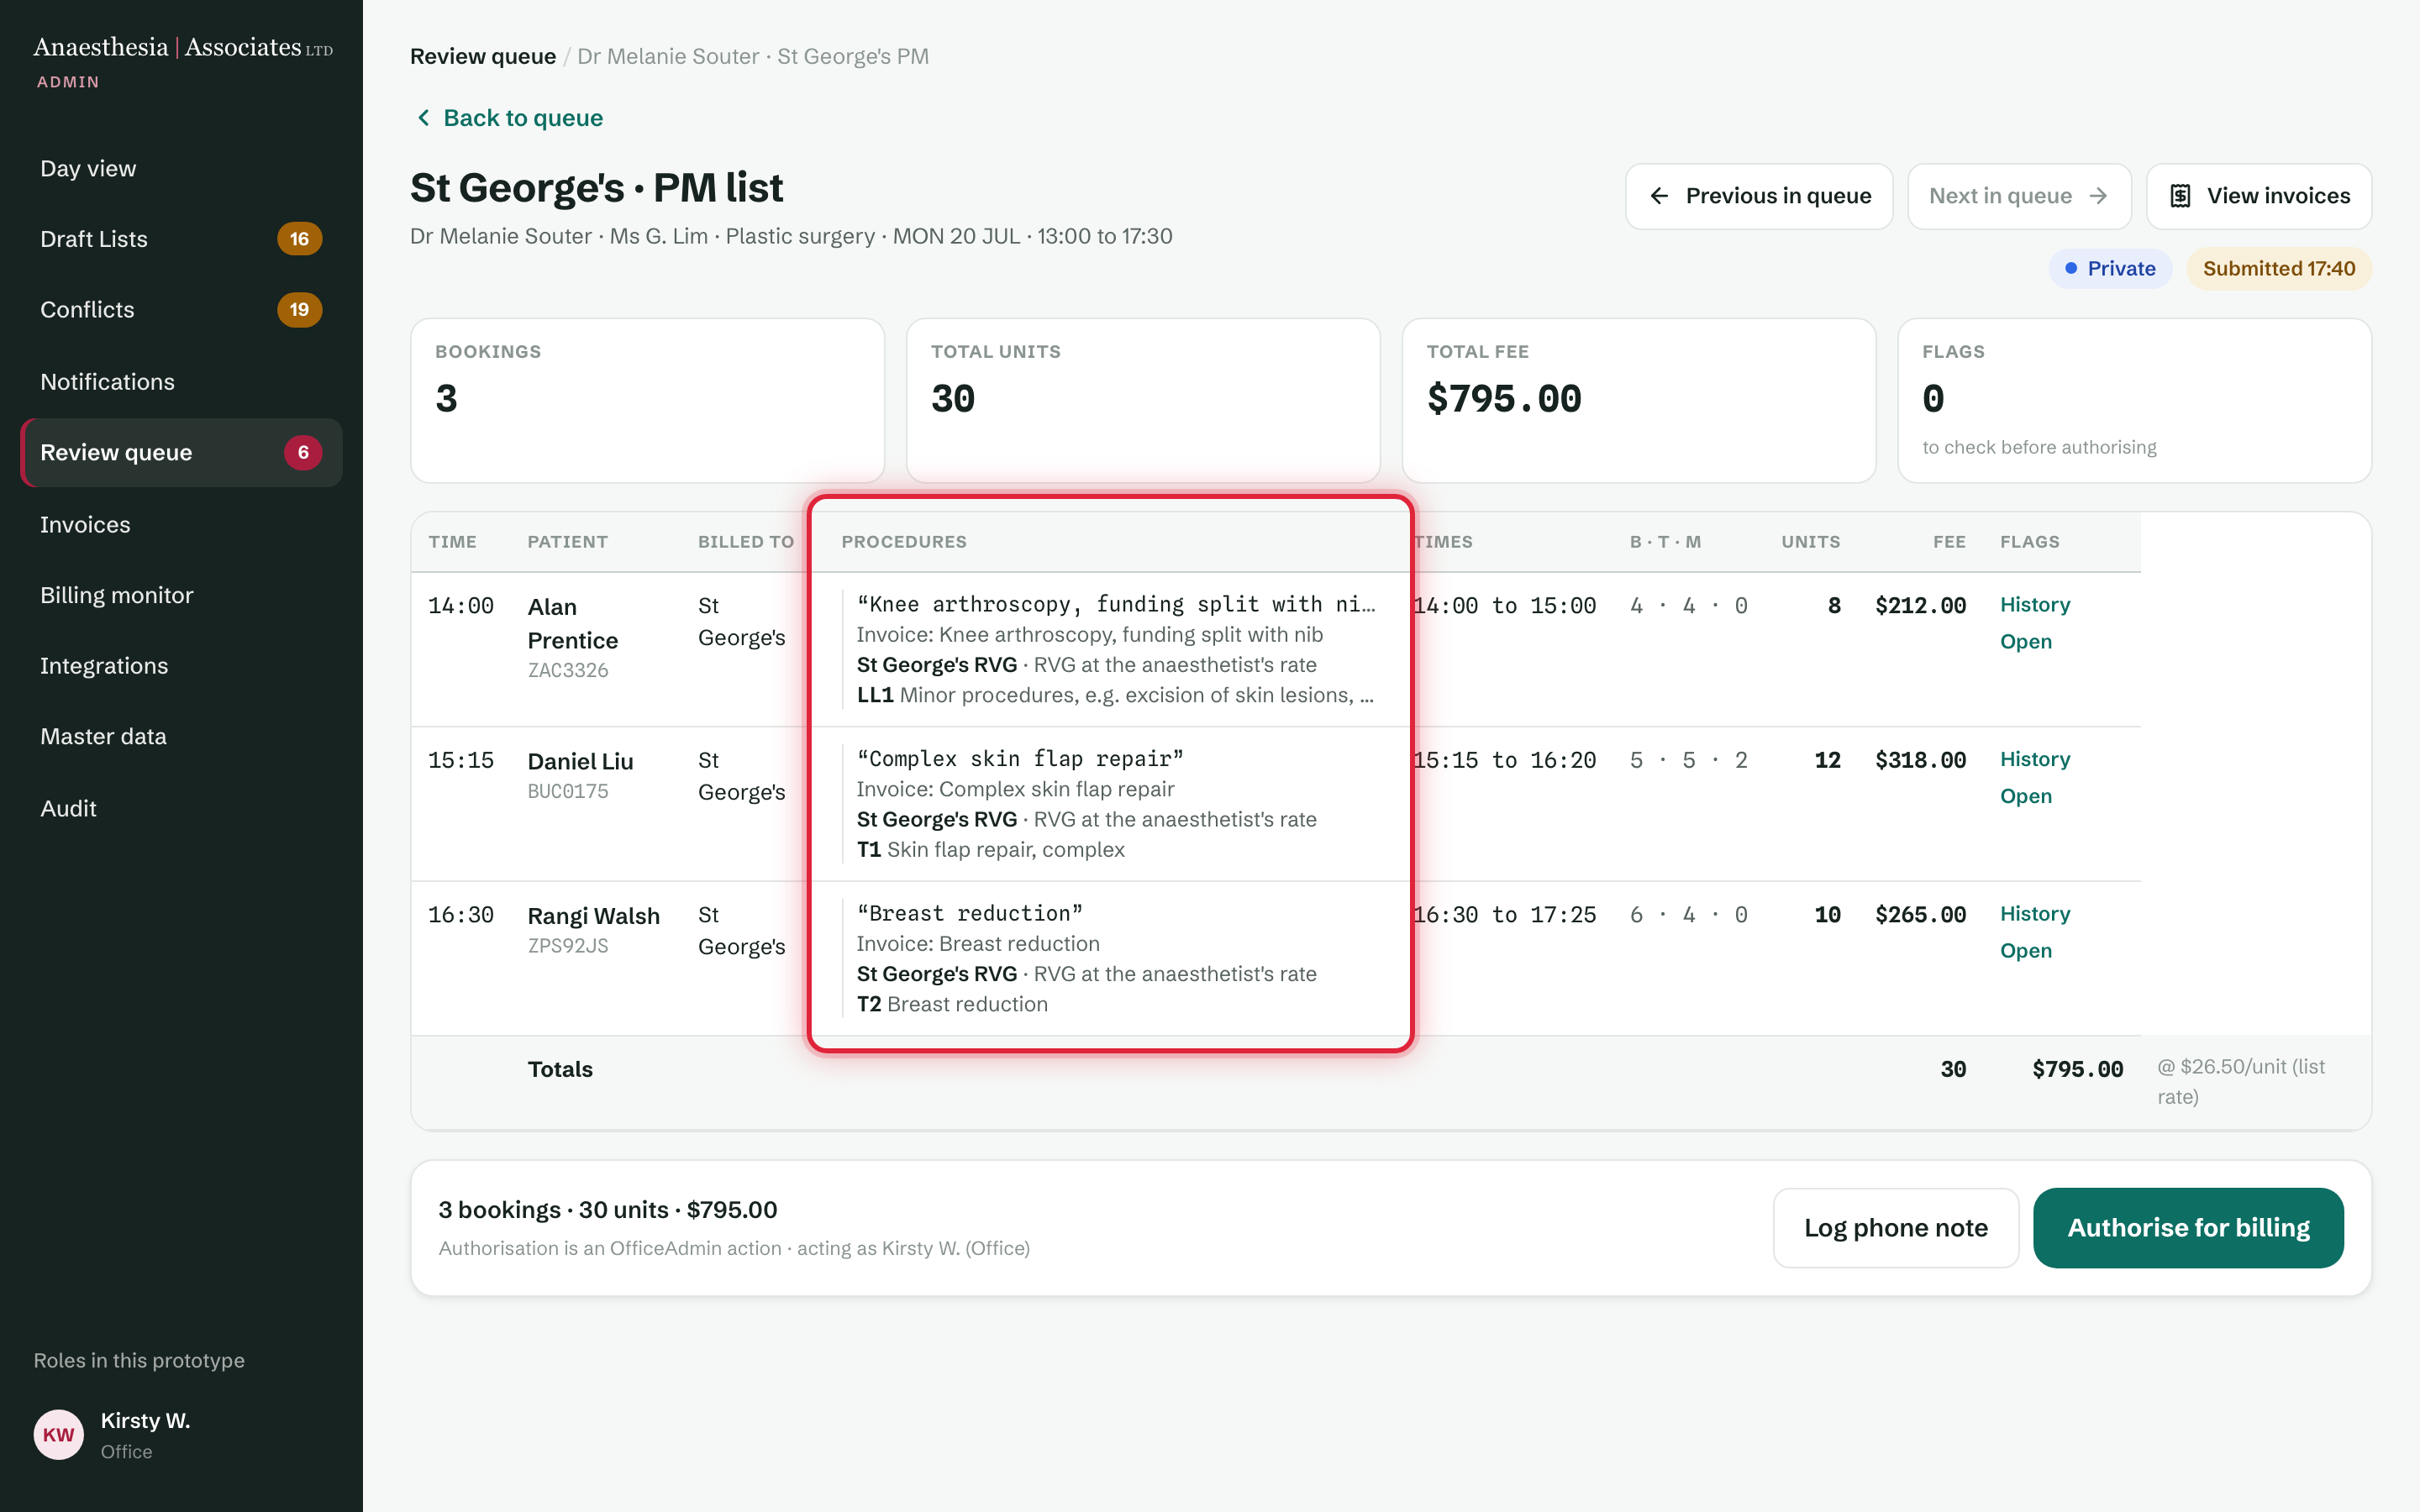 Anaesthesia | Associates LTD
ADMIN
Day view
Draft Lists 16
Conflicts 19
Notifications
Review queue 6
Invoices
Billing monitor
Integrations
Master data
Audit
Roles in this prototype
KW
Kirsty W.
Office
Review queue / Dr Melanie Souter · St George's PM
Back to queue
St George's · PM list
Dr Melanie Souter · Ms G. Lim · Plastic surgery · MON 20 JUL · 13:00 to 17:30
Previous in queue
Next in queue
View invoices
Private
Submitted 17:40
BOOKINGS
3
TOTAL UNITS
30
TOTAL FEE
$795.00
FLAGS
0
to check before authorising
TIME PATIENT BILLED TO PROCEDURES TIMES B · T · M UNITS FEE FLAGS
14:00
Alan
Prentice
ZAC3326
St
George's
“Knee arthroscopy, funding split with ni…
Invoice: Knee arthroscopy, funding split with nib
St George's RVG · RVG at the anaesthetist's rate
LL1 Minor procedures, e.g. excision of skin lesions, …
14:00 to 15:00
4 · 4 · 0
8
$212.00
History
Open
15:15
Daniel Liu
BUC0175
St
George's
“Complex skin flap repair”
Invoice: Complex skin flap repair
St George's RVG · RVG at the anaesthetist's rate
T1 Skin flap repair, complex
15:15 to 16:20
5 · 5 · 2
12
$318.00
History
Open
16:30
Rangi Walsh
ZPS92JS
St
George's
“Breast reduction”
Invoice: Breast reduction
St George's RVG · RVG at the anaesthetist's rate
T2 Breast reduction
16:30 to 17:25
6 · 4 · 0
10
$265.00
History
Open
Totals
30
$795.00
@ $26.50/unit (list
rate)
3 bookings · 30 units · $795.00
Authorisation is an OfficeAdmin action · acting as Kirsty W. (Office)
Log phone note
Authorise for billing